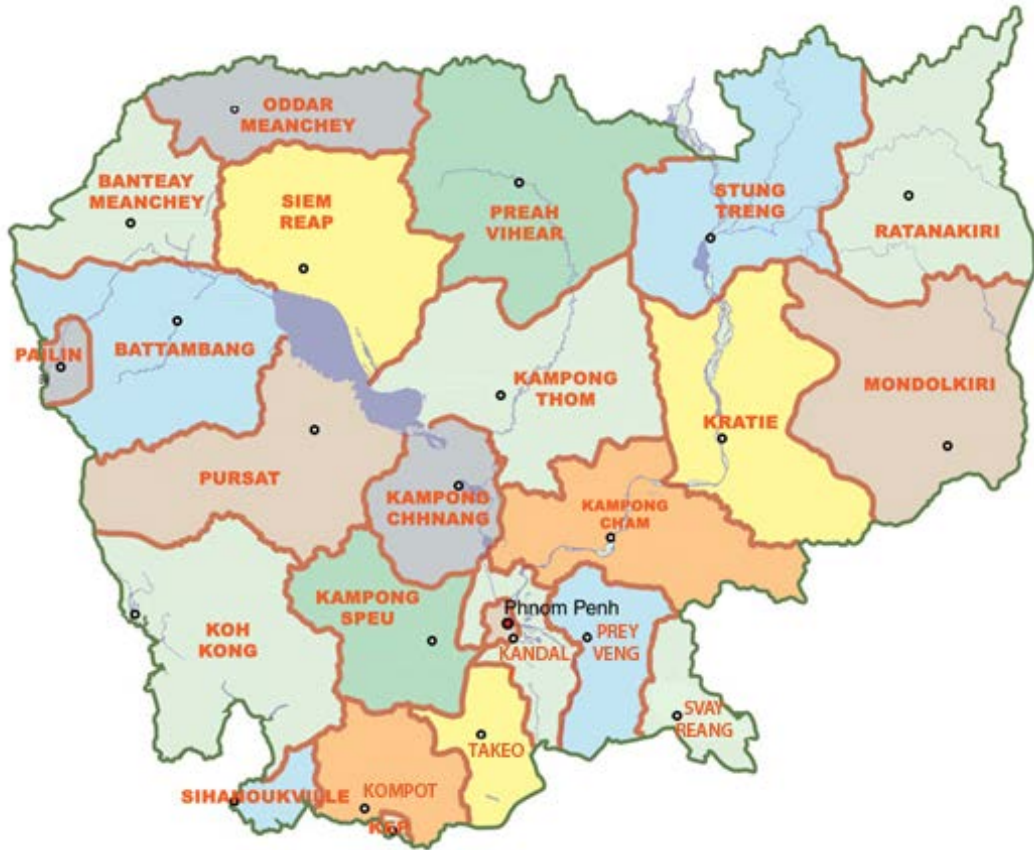 ODDAR
MEANCHEY
BANTEAY
MEANCHEY
SIEM
REAP
PREAH
VIHEAR
STUNG
TRENG
RATANAKIRI
PAILIN
BATTAMBANG
KAMPONG
THOM
MONDOLKIRI
KRATIE
PURSAT
KAMPONG
CHHNANG
KAMPONG
CHAM
KAMPONG
SPEU
Phnom Penh
KOH
KONG
KANDAL
PREY
VENG
SVAY
REANG
TAKEO
SIHANOUKVILLE
KOMPOT
KEP